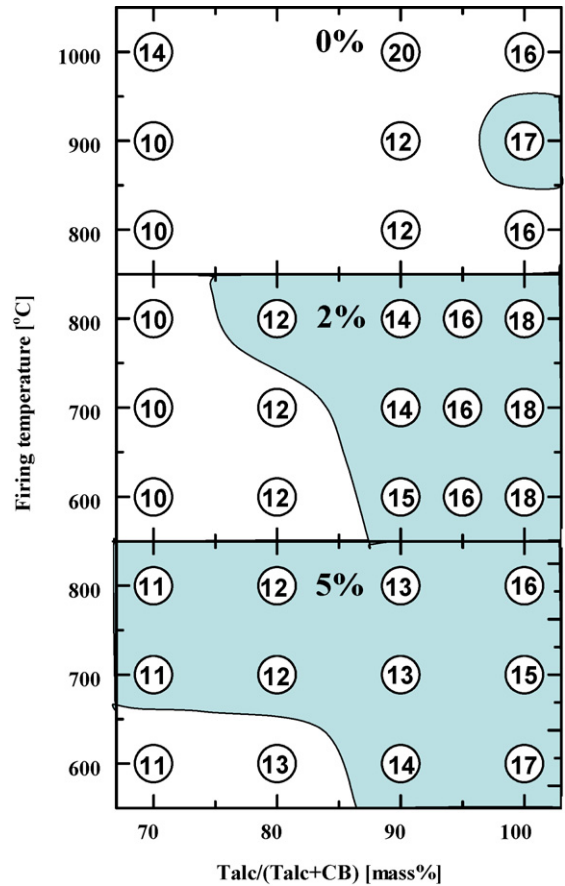 1000 14 0% 20 16
900 10 12 17
800 10 12 16
800 10 12 2% 14 16 18
700 10 12 14 16 18
600 10 12 15 16 18
800 11 12 5% 13 16
700 11 12 13 15
600 11 13 14 17
70 80 90 100
Firing temperature [°C]
Talc/(Talc+CB) [mass%]